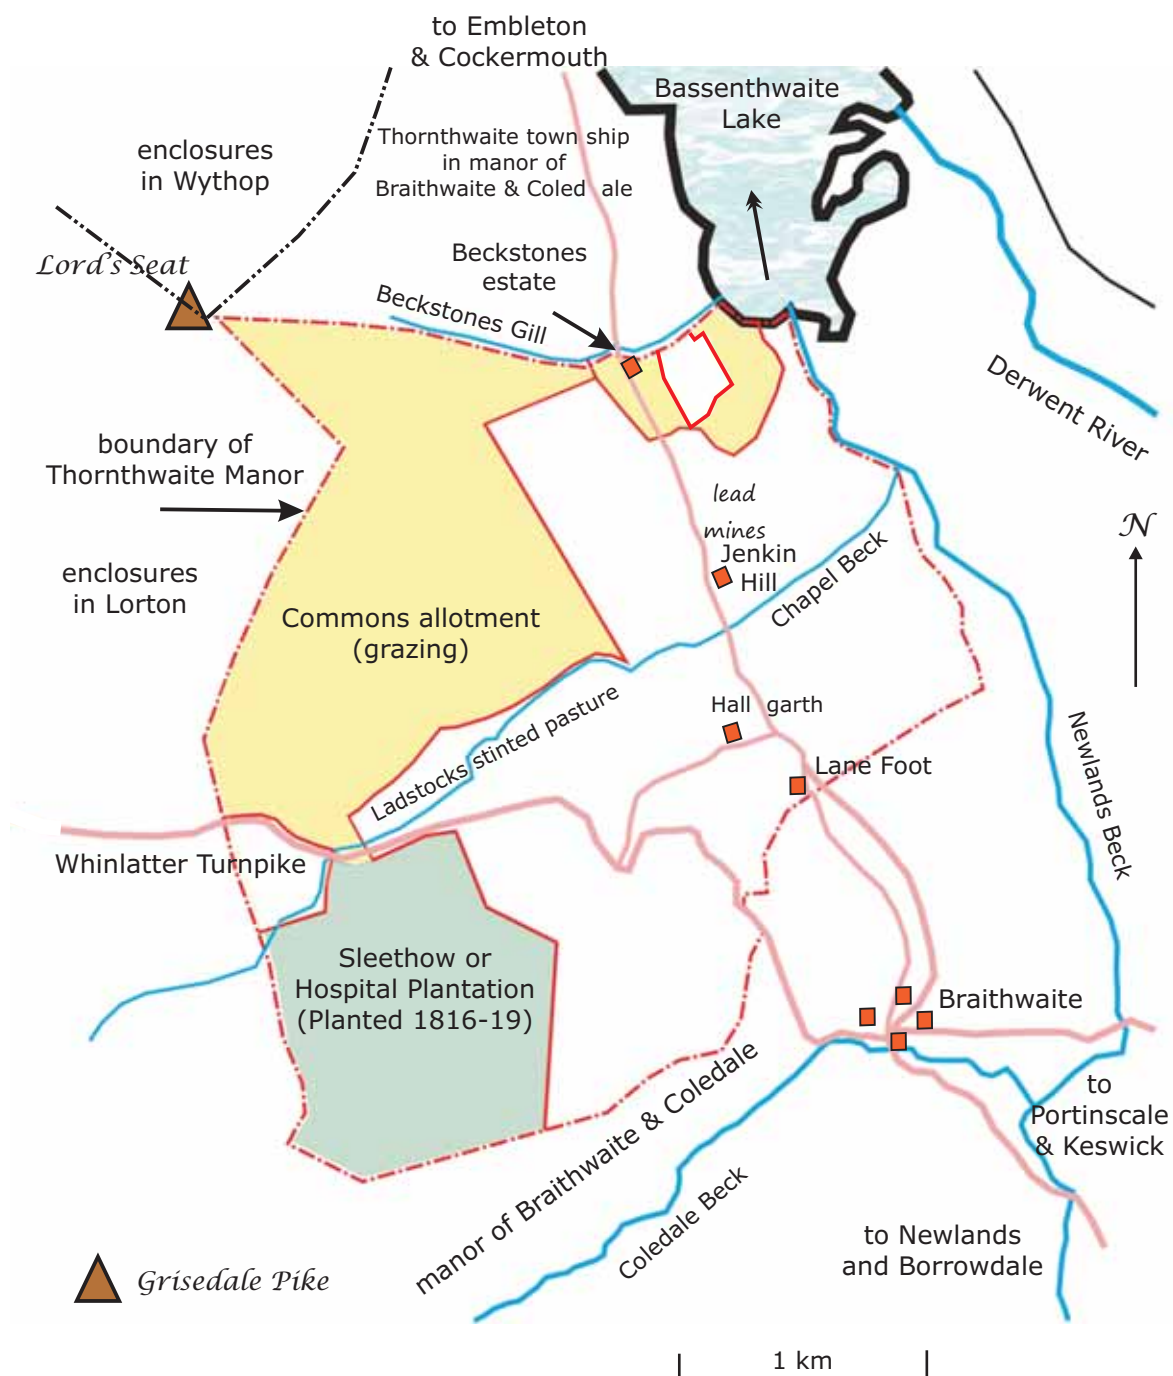 to Embleton
& Cockermouth
Bassenthwaite
Lake
Thornthwaite town ship
in manor of
Braithwaite & Coled ale
enclosures
in Wythop
Beckstones
estate
Lord's Seat
Beckstones Gill
Derwent River
boundary of
Thornthwaite Manor
lead
mines
N
Jenkin
Hill
Chapel Beck
enclosures
in Lorton
Commons allotment
(grazing)
Ladstocks stinted pasture
Hall garth
Lane Foot
Newlands Beck
Whinlatter Turnpike
Sleethow or
Hospital Plantation
(Planted 1816-19)
Braithwaite
to
Portinscale
& Keswick
manor of Braithwaite & Coledale
Coledale Beck
to Newlands
and Borrowdale
Grisedale Pike
1 km